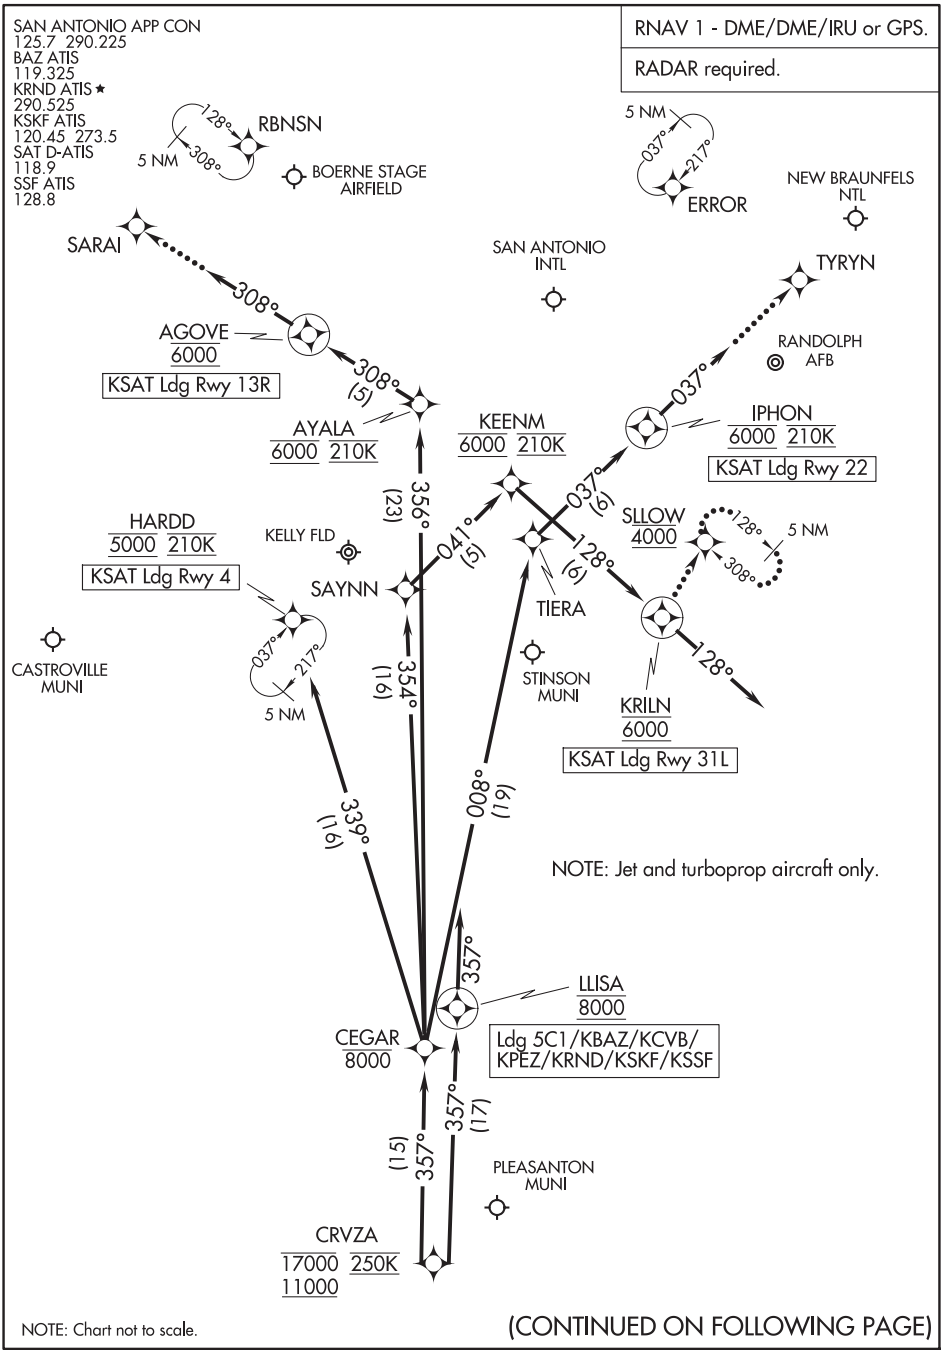 SAN ANTONIO APP CON
125.7 290.225
BAZ ATIS
119.325
KRND ATIS ★
290.525
KSKF ATIS
120.45 273.5
SAT D-ATIS
118.9
SSF ATIS
128.8
RNAV 1 - DME/DME/IRU or GPS.
RADAR required.
128°
308°
5 NM
RBNSN
BOERNE STAGE
AIRFIELD
5 NM
037°
217°
ERROR
NEW BRAUNFELS
NTL
SARAI
SAN ANTONIO
INTL
TYRYN
308°
AGOVE
6000
KSAT Ldg Rwy 13R
308°
(5)
RANDOLPH
AFB
037°
AYALA
6000 210K
KEENM
6000 210K
IPHON
6000 210K
KSAT Ldg Rwy 22
356°
(23)
037°
(6)
HARDD
5000 210K
KSAT Ldg Rwy 4
KELLY FLD
041°
(5)
SLLOW
4000
128°
308°
5 NM
128°
(6)
SAYNN
TIERA
037°
217°
5 NM
CASTROVILLE
MUNI
354°
(16)
STINSON
MUNI
128°
KRILN
6000
KSAT Ldg Rwy 31L
339°
(16)
008°
(19)
NOTE: Jet and turboprop aircraft only.
357°
LLISA
8000
Ldg 5C1/KBAZ/KCVB/
KPEZ/KRND/KSKF/KSSF
CEGAR
8000
357°
(17)
357°
(15)
PLEASANTON
MUNI
CRVZA
17000 250K
11000
NOTE: Chart not to scale.
(CONTINUED ON FOLLOWING PAGE)